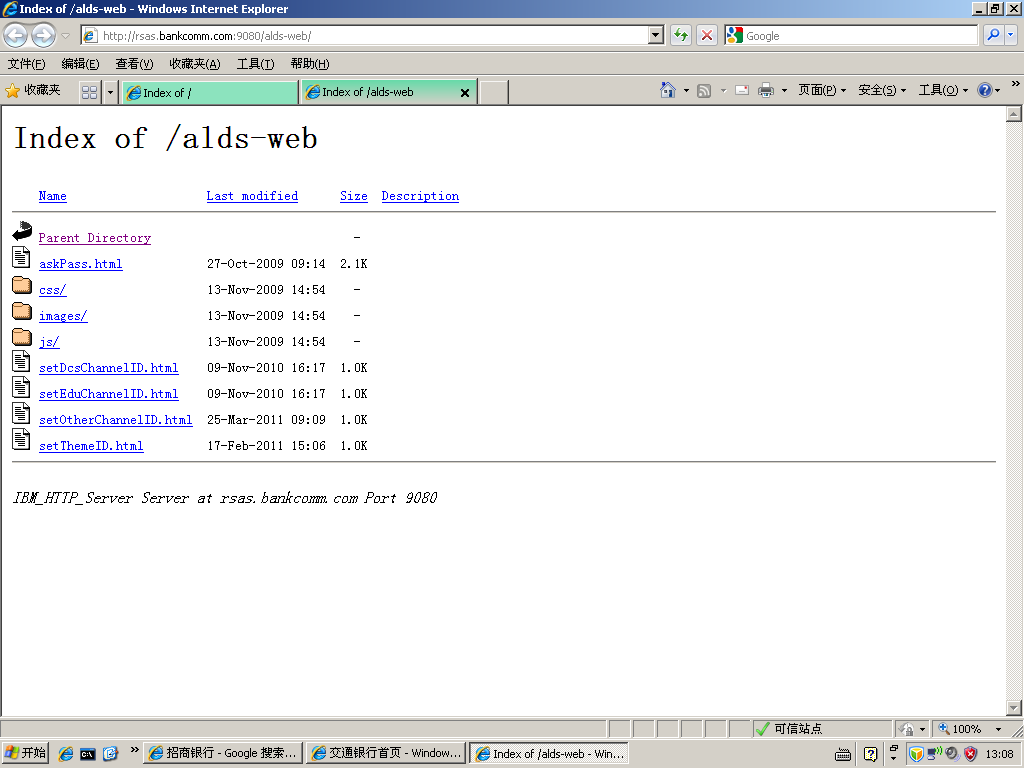 Index of /alds-web - Windows Internet Explorer
http://rsas.bankcomm.com:9080/alds-web/
Google
文件(F) 编辑(E) 查看(V) 收藏夹(A) 工具(T) 帮助(H)
收藏夹 Index of / Index of /alds-web 页面(P) 安全(S) 工具(O)
Index of /alds-web
Name Last modified Size Description
Parent Directory -
askPass.html 27-Oct-2009 09:14 2.1K
css/ 13-Nov-2009 14:54 -
images/ 13-Nov-2009 14:54 -
js/ 13-Nov-2009 14:54 -
setDcsChannelID.html 09-Nov-2010 16:17 1.0K
setEduChannelID.html 09-Nov-2010 16:17 1.0K
setOtherChannelID.html 25-Mar-2011 09:09 1.0K
setThemeID.html 17-Feb-2011 15:06 1.0K
IBM_HTTP_Server Server at rsas.bankcomm.com Port 9080
可信站点 100%
开始 招商银行 - Google 搜索... 交通银行首页 - Window... Index of /alds-web - Win... 13:08